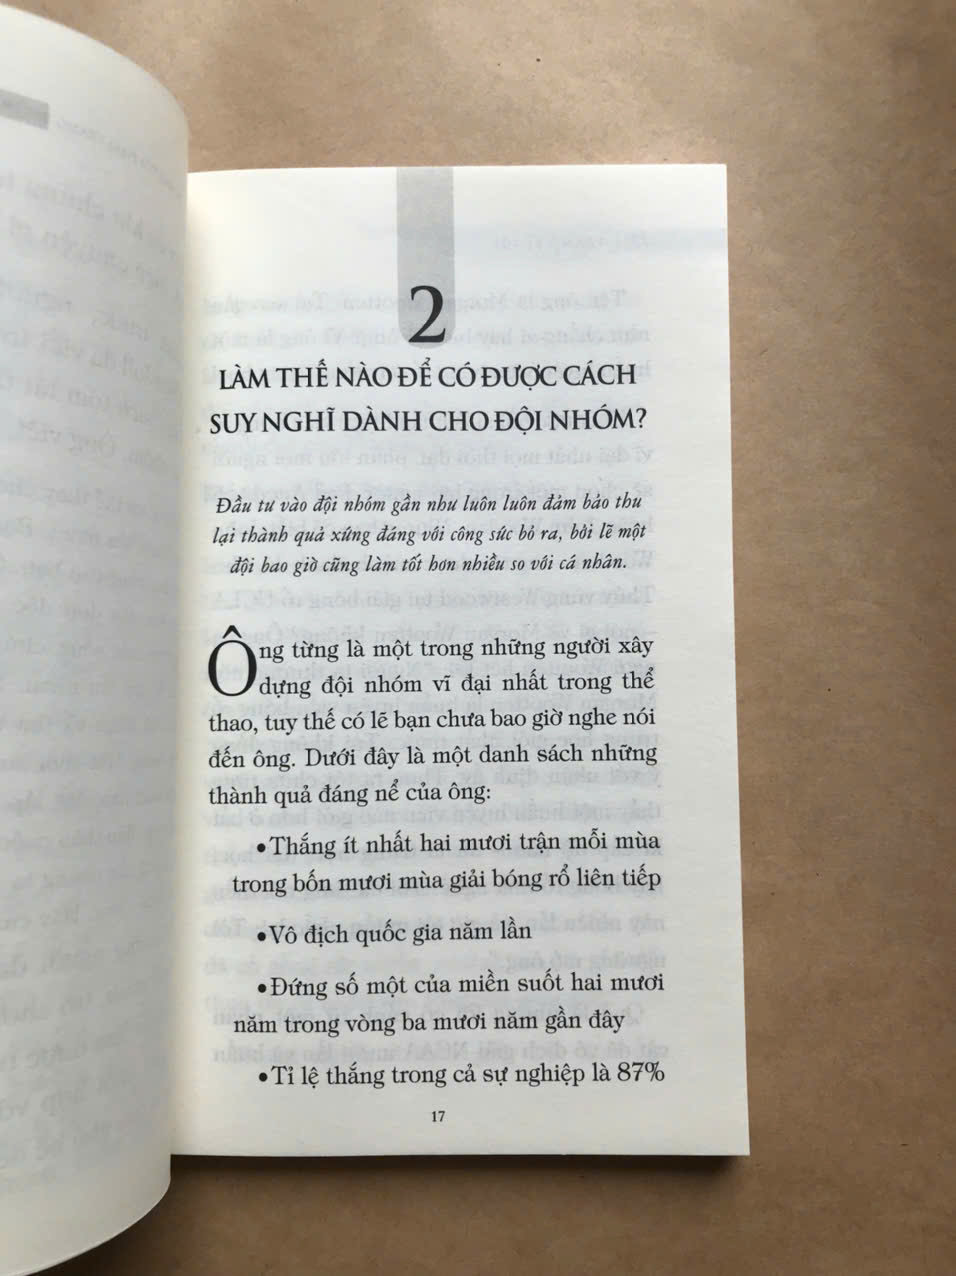 2
LÀM THẾ NÀO ĐỂ CÓ ĐƯỢC CÁCH
SUY NGHĨ DÀNH CHO ĐỘI NHÓM?
Đầu tư vào đội nhóm gần như luôn luôn đảm bảo thu
lại thành quả xứng đáng với công sức bỏ ra, bởi lẽ một
đội bao giờ cũng làm tốt hơn nhiều so với cá nhân.
Ông từng là một trong những người xây
dựng đội nhóm vĩ đại nhất trong thể
thao, tuy thế có lẽ bạn chưa bao giờ nghe nói
đến ông. Dưới đây là một danh sách những
thành quả đáng nể của ông:
•Thắng ít nhất hai mươi trận mỗi mùa
trong bốn mươi mùa giải bóng rổ liên tiếp
•Vô địch quốc gia năm lần
•Đứng số một của miền suốt hai mươi
năm trong vòng ba mươi năm gần đây
•Tỉ lệ thắng trong cả sự nghiệp là 87%
17